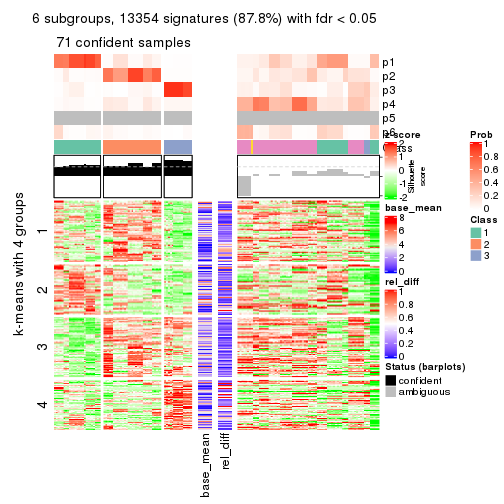 6 subgroups, 13354 signatures (87.8%) with fdr < 0.05
71 confident samples
p1
p2
p3
p4
p5
p6
Class
z score
2
1
0
-1
-2
Silhouette
score
k-means with 4 groups
1
2
3
4
base_mean
rel_diff
base_mean
8
6
4
2
0
rel_diff
1
0.8
0.6
0.4
0.2
0
Status (barplots)
confident
ambiguous
Prob
1
0.8
0.6
0.4
0.2
0
Class
1
2
3